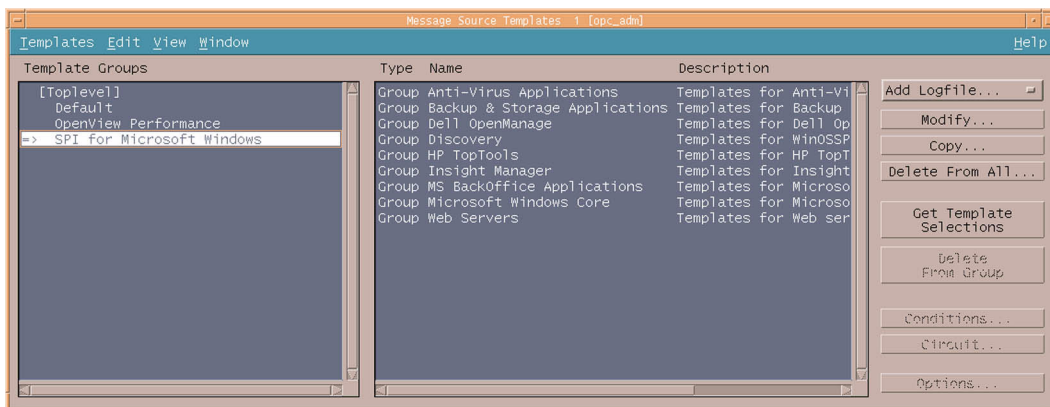 Message Source Templates 1 [opc_adm]
Templates Edit View Window Help
Template Groups
[Toplevel]
Default
OpenView Performance
=> SPI for Microsoft Windows
Type Name Description
Group Anti-Virus Applications Templates for Anti-Vi
Group Backup & Storage Applications Templates for Backup
Group Dell OpenManage Templates for Dell Op
Group Discovery Templates for WinOSSP
Group HP TopTools Templates for HP TopT
Group Insight Manager Templates for Insight
Group MS BackOffice Applications Templates for Microso
Group Microsoft Windows Core Templates for Microso
Group Web Servers Templates for Web ser
Add Logfile...
Modify...
Copy...
Delete From All...
Get Template
Selections
Delete
From Group
Conditions...
Circuit...
Options...